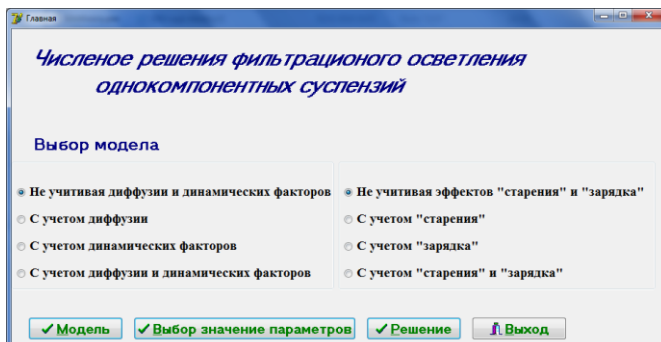 Главная
Численое решения фильтрационого осветления
однокомпонентных суспензий
Выбор модела
Не учитивая диффузии и динамических факторов
С учетом диффузии
С учетом динамических факторов
С учетом диффузии и динамических факторов
Не учитивая эффектов "старения" и "зарядка"
С учетом "старения"
С учетом "зарядка"
С учетом "старения" и "зарядка"
Модель Выбор значение параметров Решение Выход